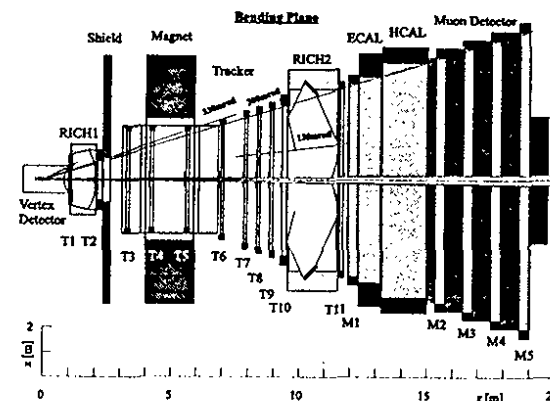 Bending Plane
ECAL HCAL Muon Detector
Shield Magnet
Tracker RICH2
RICH1
Vertex
Detector
T1 T2 T3 T4 T5 T6 T7 T8 T9 T10 T11 M1 M2 M3 M4 M5
2
x [m]
0 5 10 15
z [m]